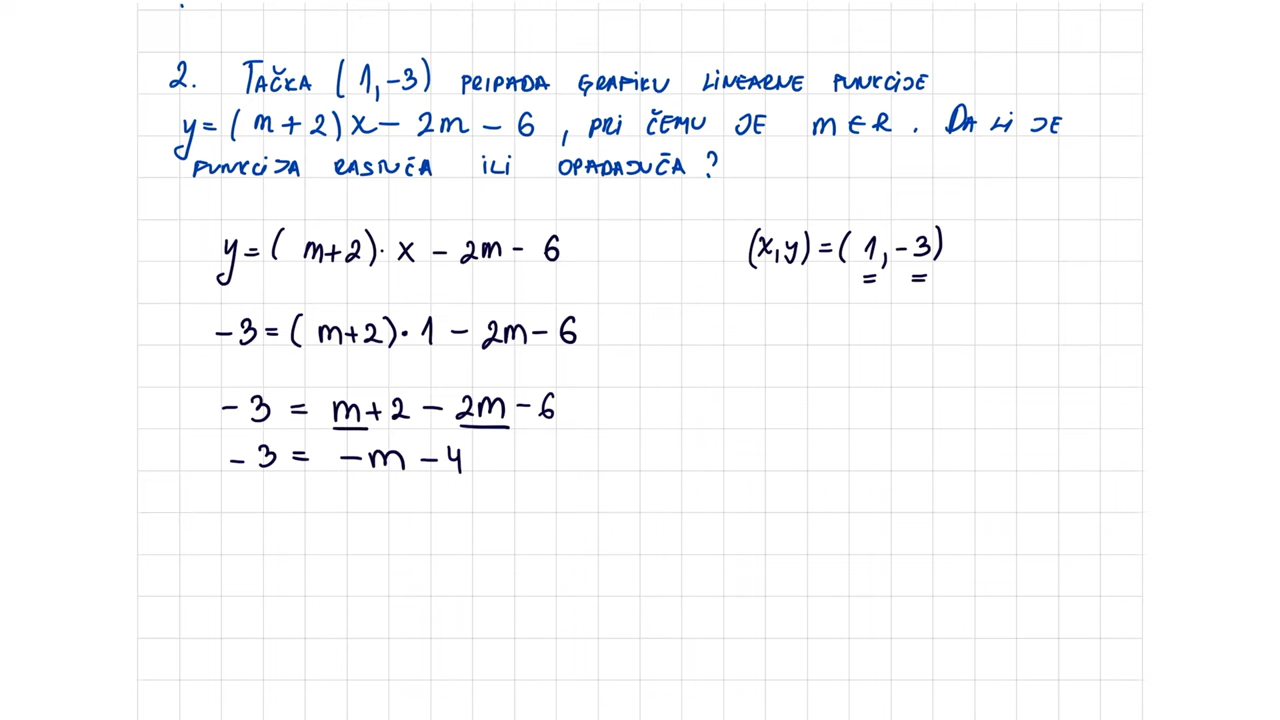 2. TAČKA (1,-3) PRIPADA GRAFIKU LINEARNE FUNKCIJE
y=(m+2)x-2m-6, PRI ČEMU JE m∈R. DA LI JE
FUNKCIJA RASTUĆA ILI OPADAJUĆA?
y=(m+2)·x-2m-6 (x,y)=(1,-3)
-3=(m+2)·1-2m-6
-3=m+2-2m-6
-3=-m-4